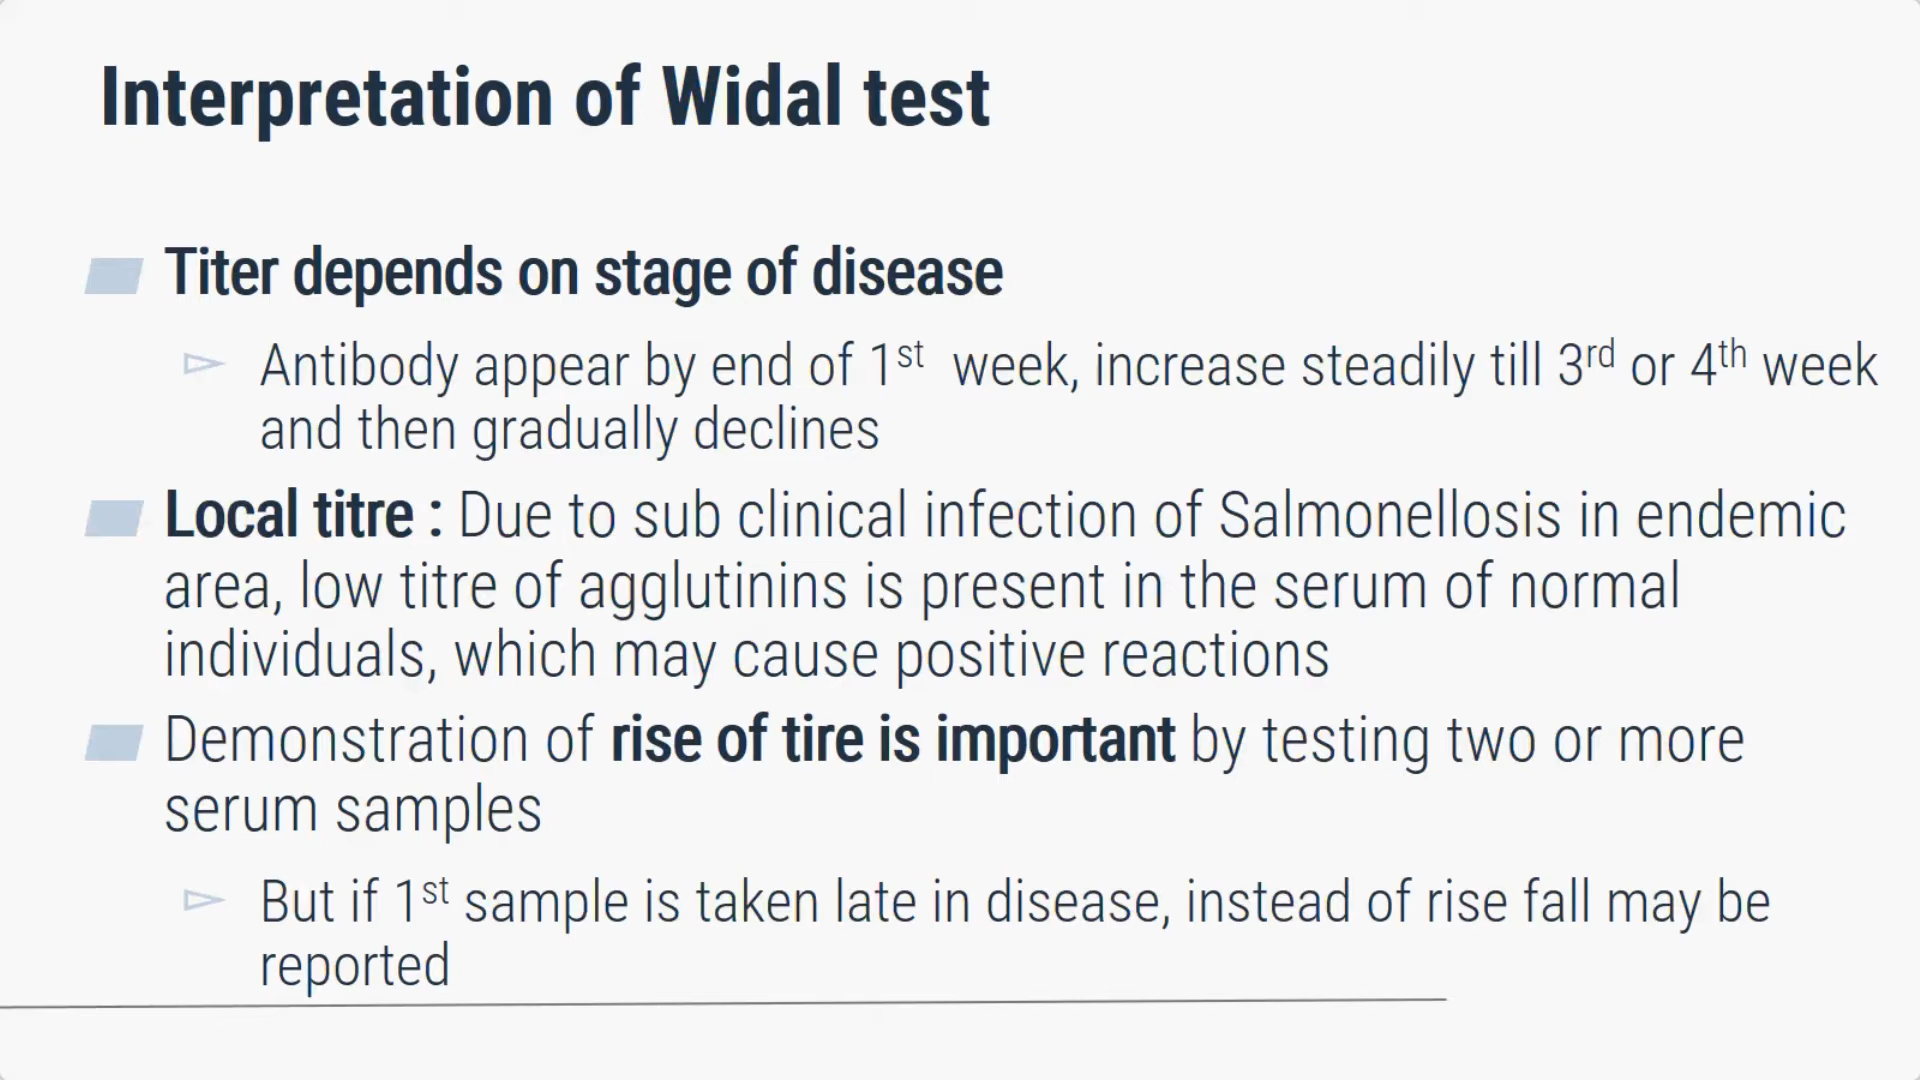 Interpretation of Widal test
Titer depends on stage of disease
Antibody appear by end of 1st week, increase steadily till 3rd or 4th week
and then gradually declines
Local titre : Due to sub clinical infection of Salmonellosis in endemic
area, low titre of agglutinins is present in the serum of normal
individuals, which may cause positive reactions
Demonstration of rise of tire is important by testing two or more
serum samples
But if 1st sample is taken late in disease, instead of rise fall may be
reported